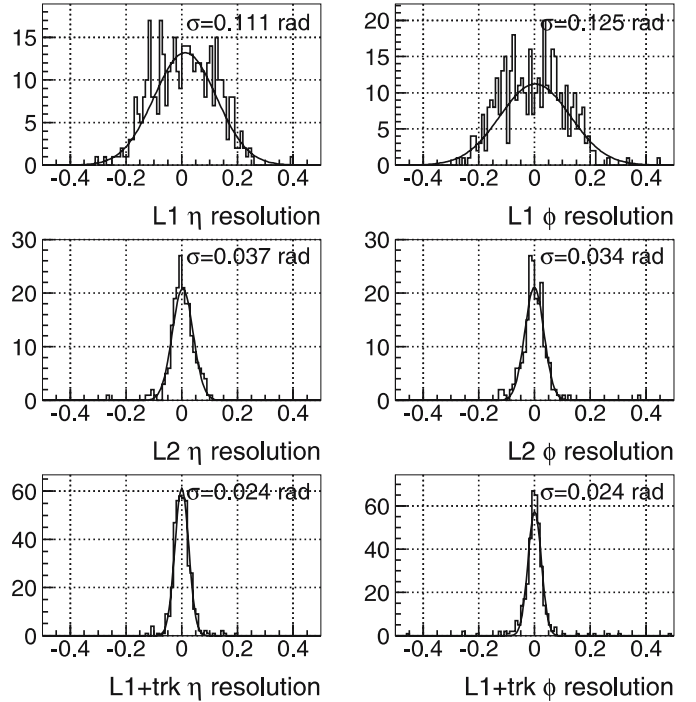 σ=0.111 rad
15
10
5
0
-0.4 -0.2 0 0.2 0.4
L1 η resolution
σ=0.125 rad
20
15
10
5
0
-0.4 -0.2 0 0.2 0.4
L1 ϕ resolution
σ=0.037 rad
30
20
10
0
-0.4 -0.2 0 0.2 0.4
L2 η resolution
σ=0.034 rad
30
20
10
0
-0.4 -0.2 0 0.2 0.4
L2 ϕ resolution
σ=0.024 rad
60
40
20
0
-0.4 -0.2 0 0.2 0.4
L1+trk η resolution
σ=0.024 rad
60
40
20
0
-0.4 -0.2 0 0.2 0.4
L1+trk ϕ resolution